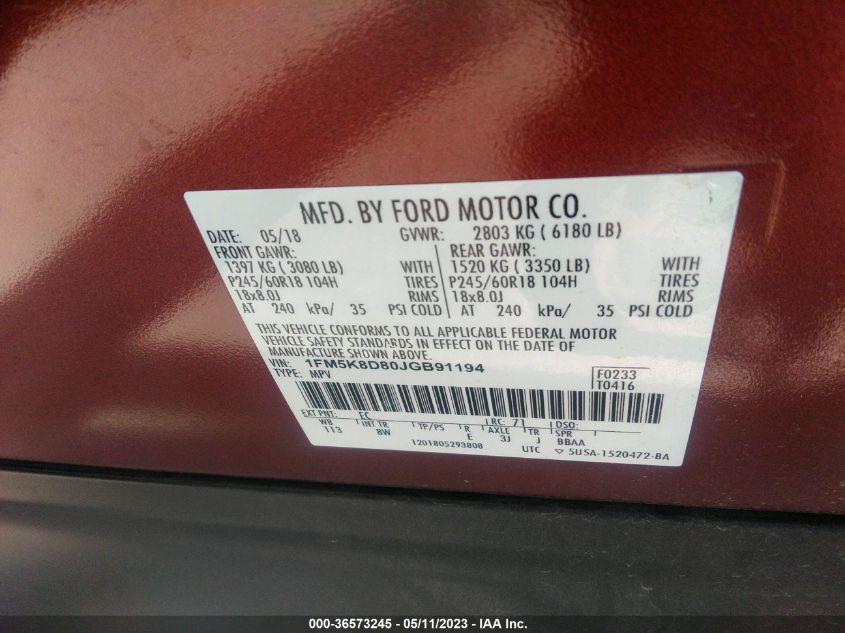 MFD. BY FORD MOTOR CO.
DATE: 05/18 GVWR: 2803 KG ( 6180 LB)
FRONT GAWR: REAR GAWR:
1397 KG ( 3080 LB) WITH 1520 KG ( 3350 LB) WITH
P245/60R18 104H TIRES P245/60R18 104H TIRES
18x8.0J RIMS 18x8.0J RIMS
AT 240 kPa/ 35 PSI COLD AT 240 kPa/ 35 PSI COLD
THIS VEHICLE CONFORMS TO ALL APPLICABLE FEDERAL MOTOR
VEHICLE SAFETY STANDARDS IN EFFECT ON THE DATE OF
MANUFACTURE SHOWN ABOVE.
VIN: 1FM5K8D80JGB91194 F0233
TYPE: MPV T0416
EXT PNT: EC RC: 71 DSO:
WB INT TR TP/PS R AXLE TR SPR
113 8W E 3J J BBAA
1201805293808 UTC ▽ 5USA-1520472-BA
000-36573245 - 05/11/2023 - IAA Inc.